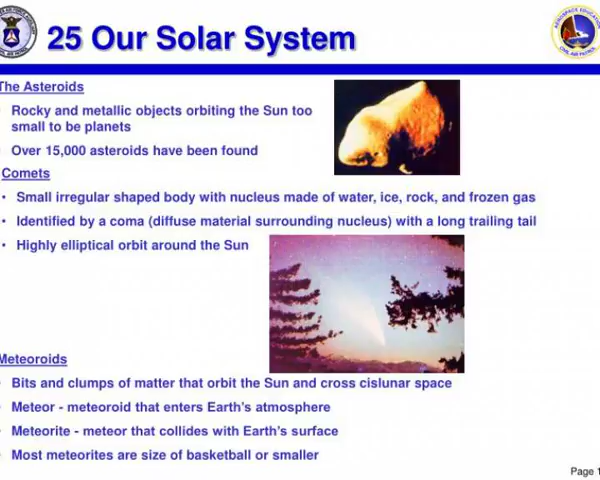 25 Our Solar System
The Asteroids
Rocky and metallic objects orbiting the Sun too
small to be planets
Over 15,000 asteroids have been found
Comets
• Small irregular shaped body with nucleus made of water, ice, rock, and frozen gas
• Identified by a coma (diffuse material surrounding nucleus) with a long trailing tail
• Highly elliptical orbit around the Sun
Meteoroids
Bits and clumps of matter that orbit the Sun and cross cislunar space
Meteor - meteoroid that enters Earth's atmosphere
Meteorite - meteor that collides with Earth's surface
Most meteorites are size of basketball or smaller
Page 1